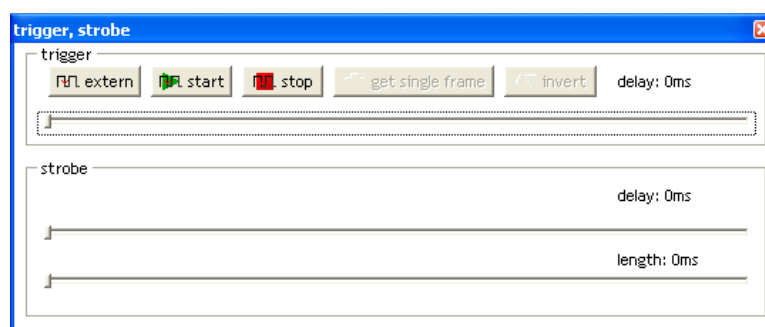 trigger, strobe
trigger
extern start stop get single frame invert delay: 0ms
strobe
delay: 0ms
length: 0ms